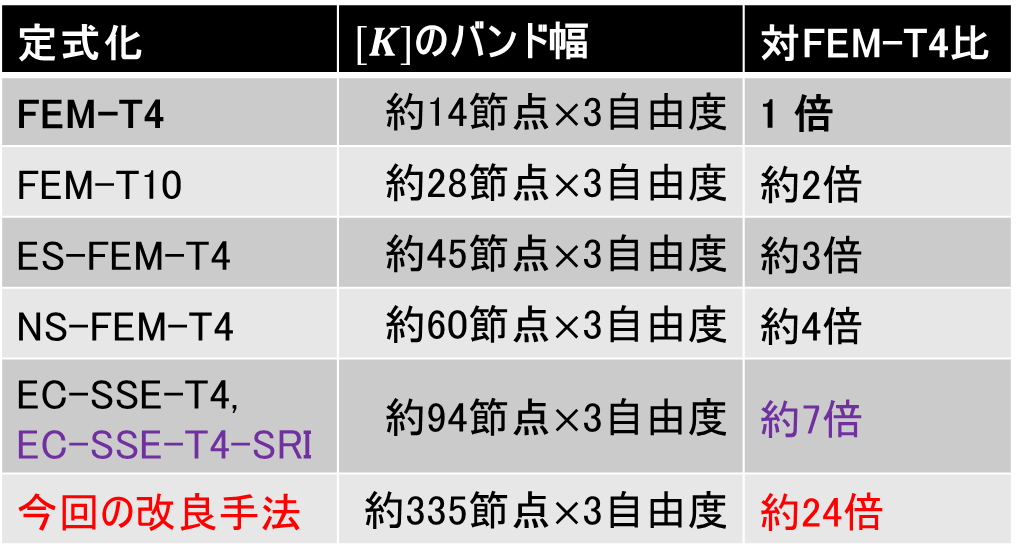 定式化 [K]のバンド幅 対FEM-T4比
FEM-T4 約14節点×3自由度 1 倍
FEM-T10 約28節点×3自由度 約2倍
ES-FEM-T4 約45節点×3自由度 約3倍
NS-FEM-T4 約60節点×3自由度 約4倍
EC-SSE-T4,
EC-SSE-T4-SRI 約94節点×3自由度 約7倍
今回の改良手法 約335節点×3自由度 約24倍